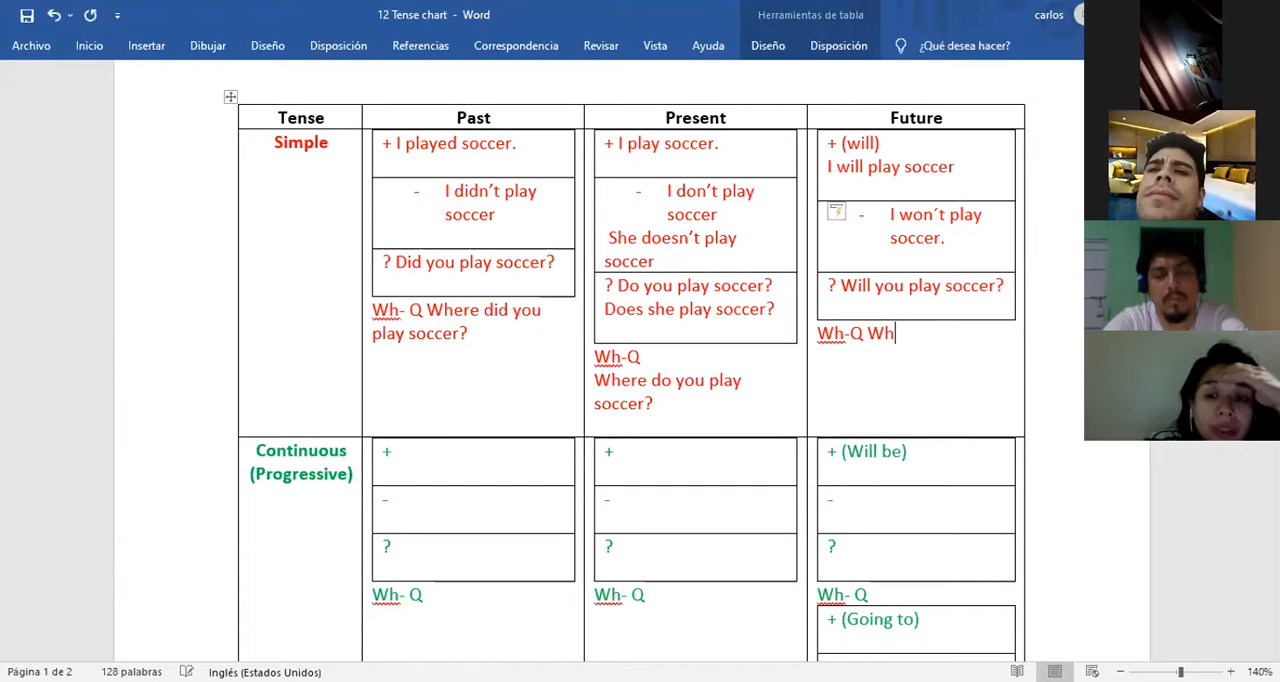 12 Tense chart - Word
Herramientas de tabla
carlos
Archivo Inicio Insertar Dibujar Diseño Disposición Referencias Correspondencia Revisar Vista Ayuda Diseño Disposición ¿Qué desea hacer?
Tense Past Present Future
Simple
+ I played soccer.
- I didn’t play
soccer
? Did you play soccer?
Wh- Q Where did you
play soccer?
+ I play soccer.
- I don’t play
soccer
She doesn’t play
soccer
? Do you play soccer?
Does she play soccer?
Wh-Q
Where do you play
soccer?
+ (will)
I will play soccer
- I won´t play
soccer.
? Will you play soccer?
Wh-Q Wh
Continuous
(Progressive)
+
-
?
Wh- Q
+
-
?
Wh- Q
+ (Will be)
-
?
Wh- Q
+ (Going to)
Página 1 de 2 128 palabras Inglés (Estados Unidos) 140%